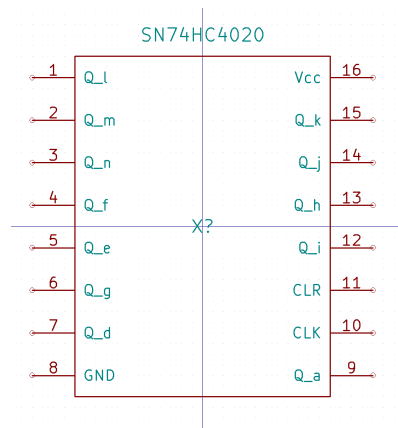 SN74HC4020
1 Q_l Vcc 16
2 Q_m Q_k 15
3 Q_n Q_j 14
4 Q_f Q_h 13
X?
5 Q_e Q_i 12
6 Q_g CLR 11
7 Q_d CLK 10
8 GND Q_a 9